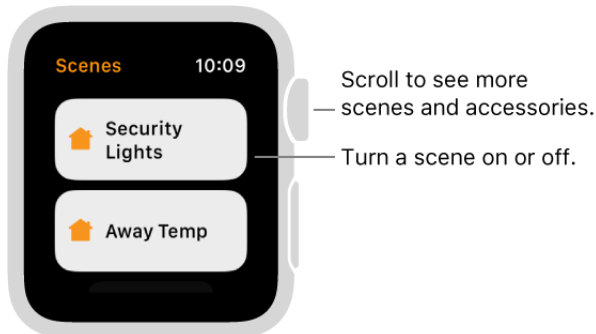 Scenes
10:09
Security
Lights
Away Temp
Scroll to see more
scenes and accessories.
Turn a scene on or off.